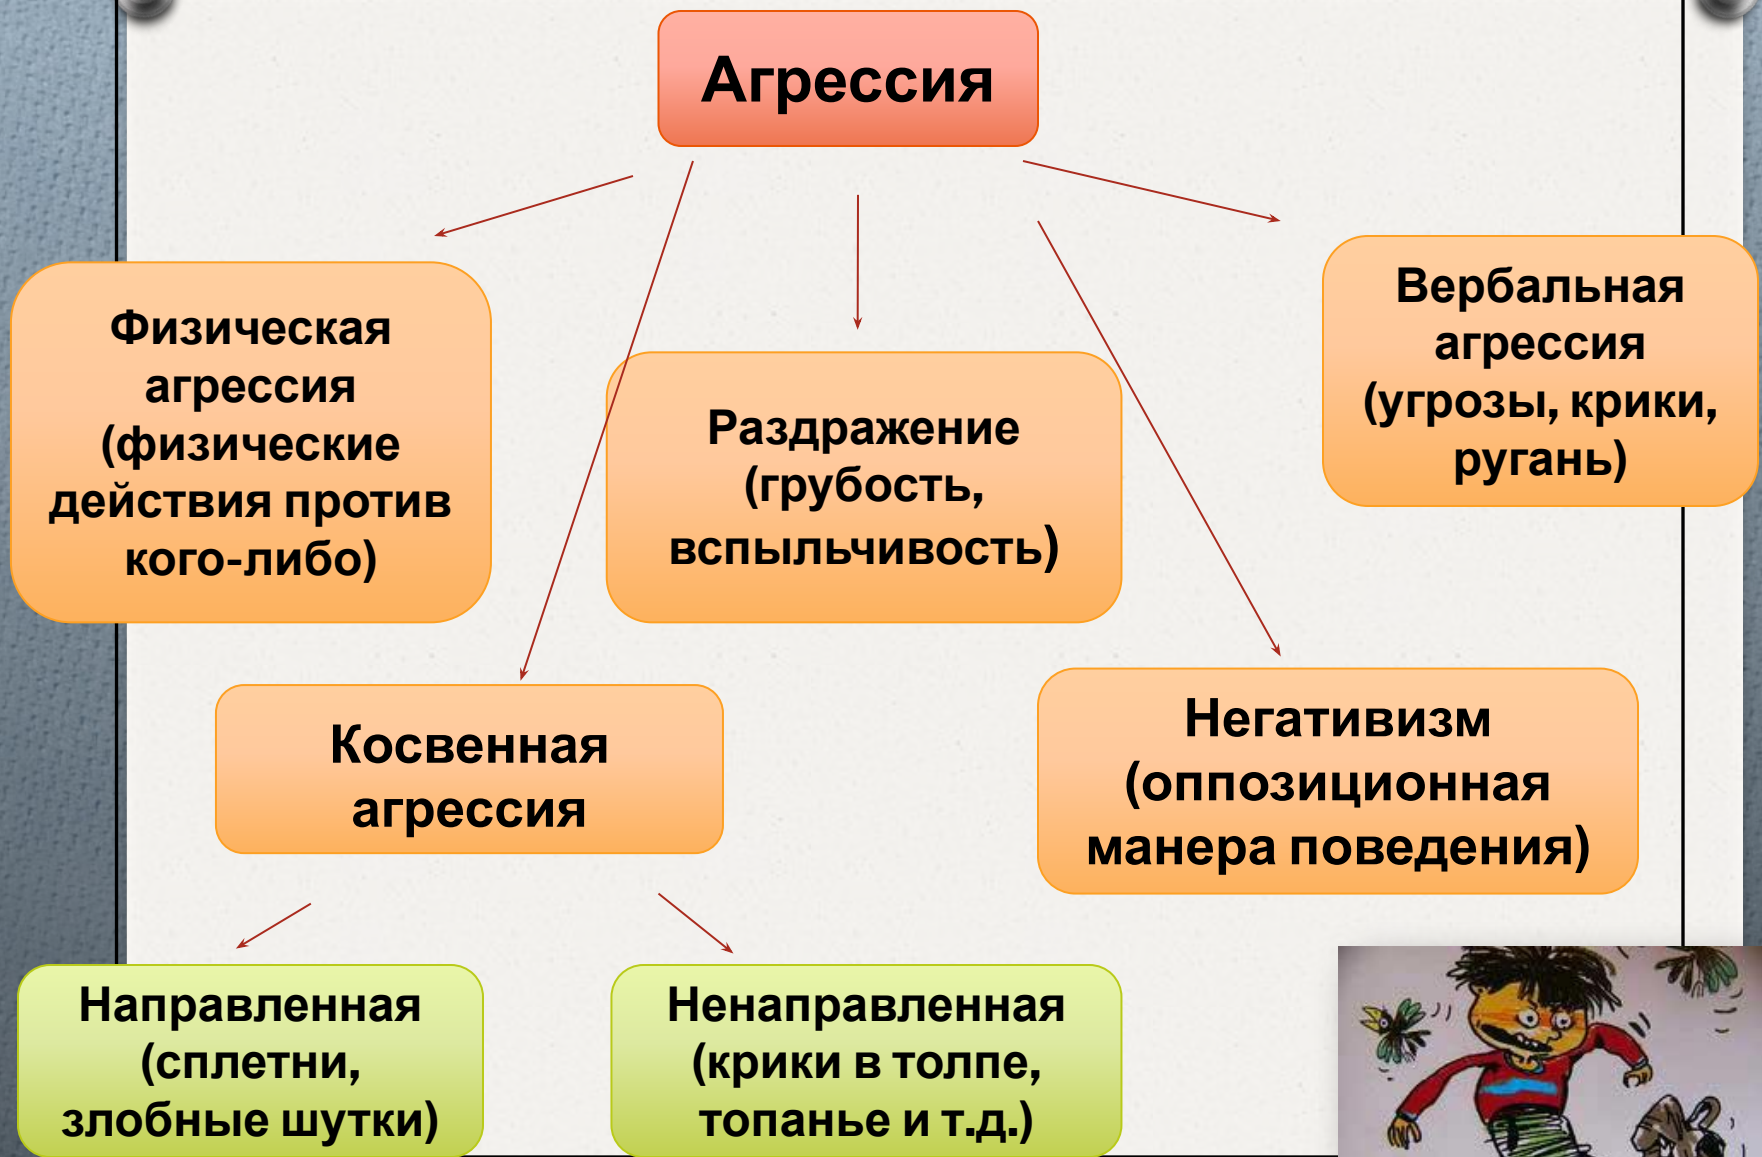 Агрессия
Физическая
агрессия
(физические
действия против
кого-либо)
Раздражение
(грубость,
вспыльчивость)
Вербальная
агрессия
(угрозы, крики,
ругань)
Косвенная
агрессия
Негативизм
(оппозиционная
манера поведения)
Направленная
(сплетни,
злобные шутки)
Ненаправленная
(крики в толпе,
топанье и т.д.)